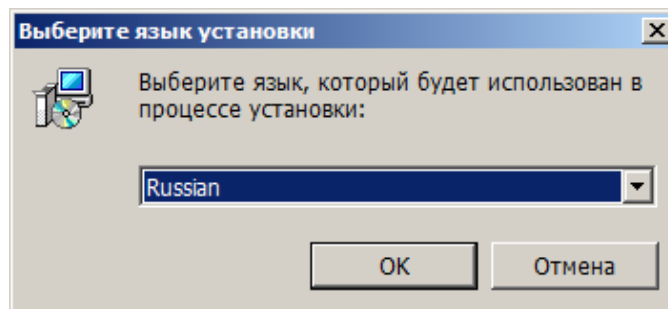 Выберите язык установки
Выберите язык, который будет использован в
процессе установки:
Russian
OK
Отмена